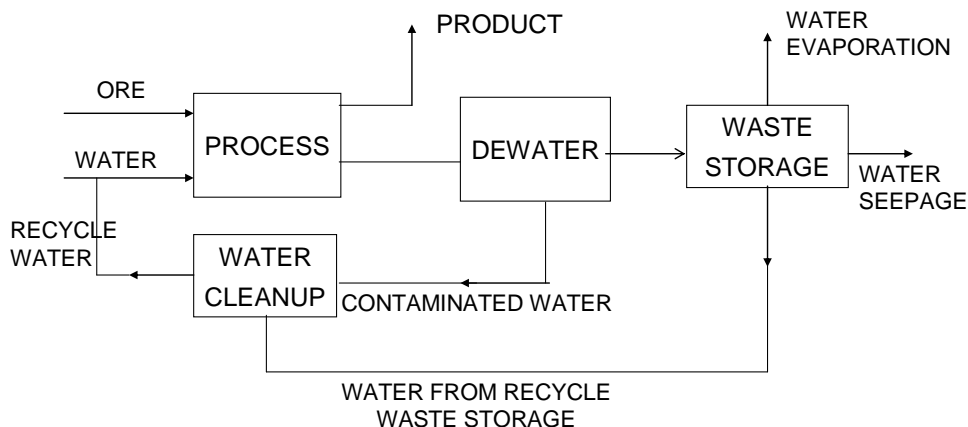 PRODUCT
WATER
EVAPORATION
ORE
WATER
PROCESS
DEWATER
WASTE
STORAGE
WATER
SEEPAGE
RECYCLE
WATER
WATER
CLEANUP
CONTAMINATED WATER
WATER FROM RECYCLE
WASTE STORAGE